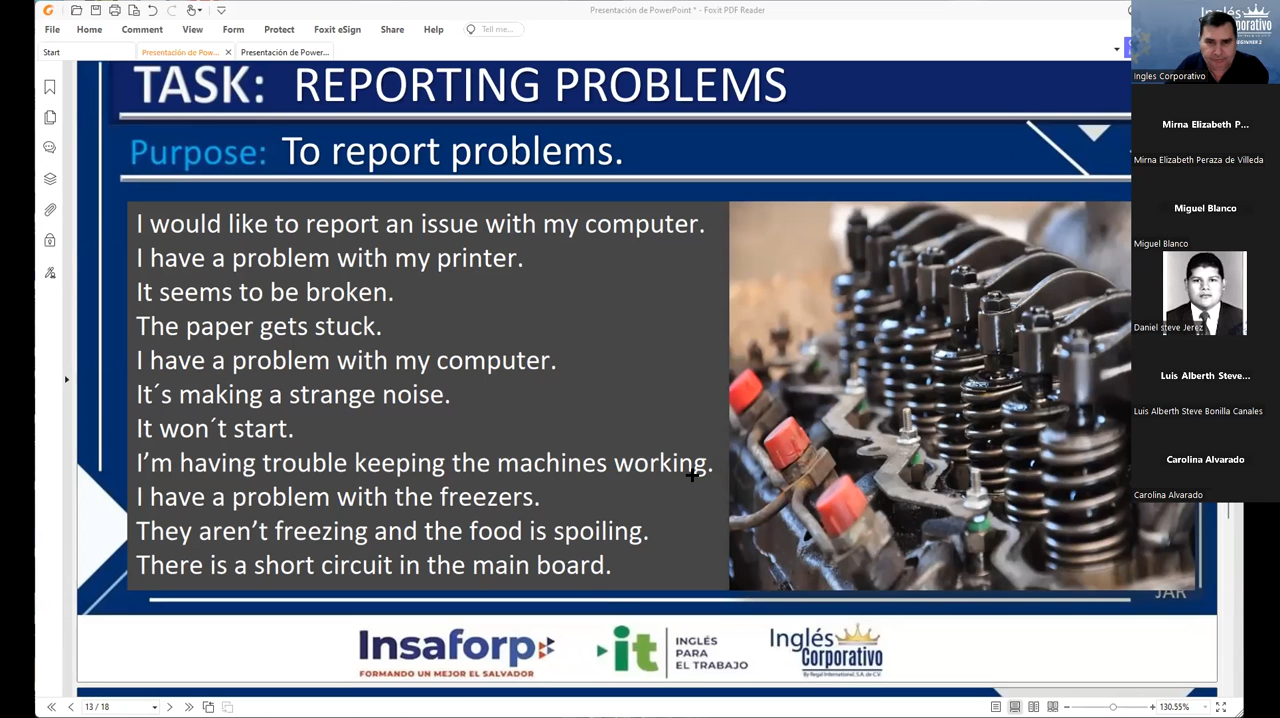 Presentación de PowerPoint * - Foxit PDF Reader
File Home Comment View Form Protect Foxit eSign Share Help Tell me...
Start Presentación de Pow... Presentación de Power...
TASK: REPORTING PROBLEMS
Purpose: To report problems.
I would like to report an issue with my computer.
I have a problem with my printer.
It seems to be broken.
The paper gets stuck.
I have a problem with my computer.
It´s making a strange noise.
It won´t start.
I’m having trouble keeping the machines working.
I have a problem with the freezers.
They aren’t freezing and the food is spoiling.
There is a short circuit in the main board.
JAR
Insaforp
FORMANDO UN MEJOR EL SALVADOR
it
INGLÉS
PARA
EL TRABAJO
Inglés
Corporativo
By Regal International, S.A. de C.V.
13 / 18
130.55%
Inglés
Corporativo
Ingles Corporativo
Mirna Elizabeth P...
Mirna Elizabeth Peraza de Villeda
Miguel Blanco
Miguel Blanco
Daniel steve Jerez
Luis Alberth Steve...
Luis Alberth Steve Bonilla Canales
Carolina Alvarado
Carolina Alvarado